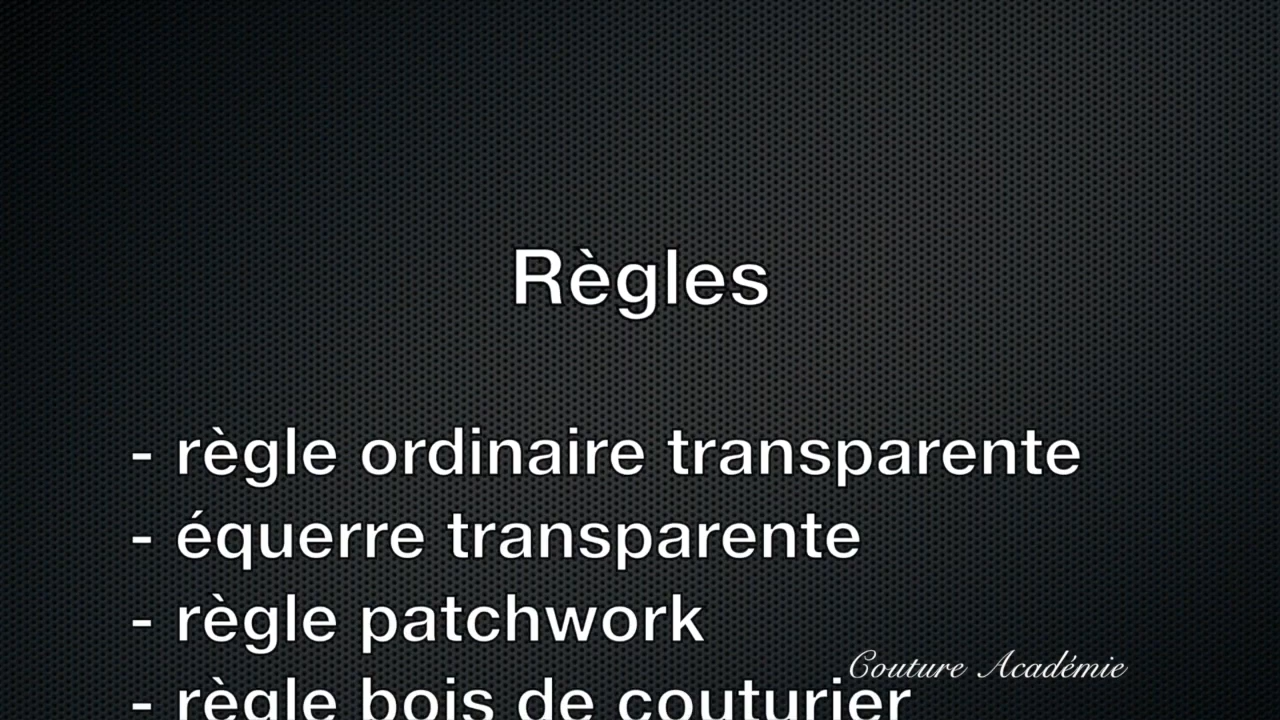 Règles
- règle ordinaire transparente
- équerre transparente
- règle patchwork
Couture Académie
- règle bois de couturier